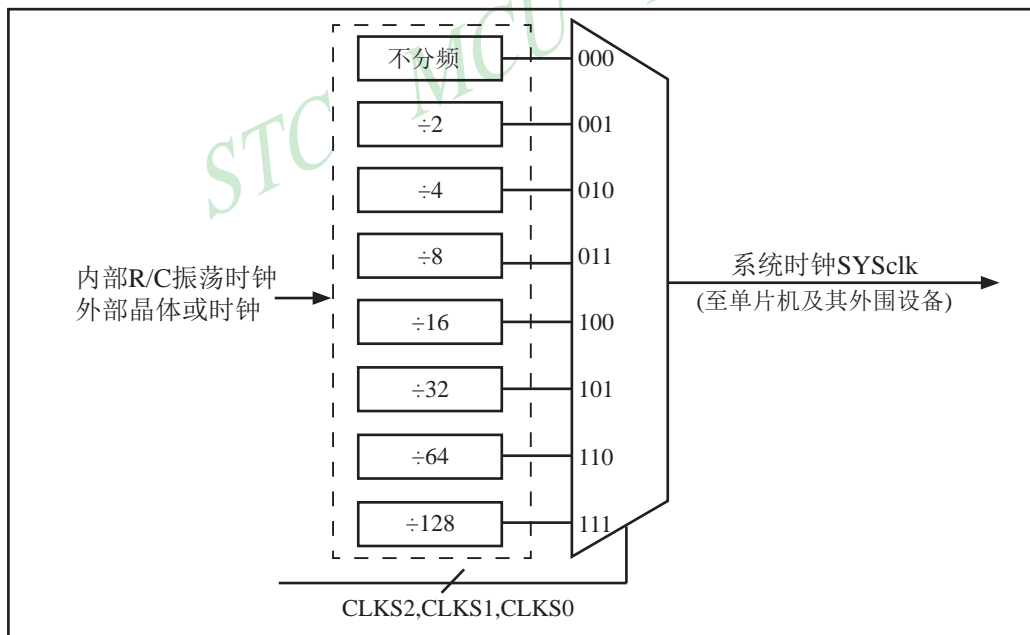 STC MCU
不分频
000
÷2
001
÷4
010
÷8
011
÷16
100
÷32
101
÷64
110
÷128
111
内部R/C振荡时钟
外部晶体或时钟
系统时钟SYSclk
(至单片机及其外围设备)
CLKS2,CLKS1,CLKS0